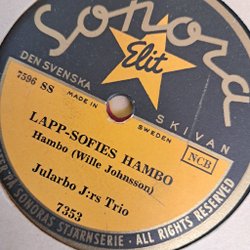 Sonora
Elit
DEN SVENSKA
SKIVAN
7596 SS
MADE IN
SWEDEN
LAPP-SOFIES HAMBO
Hambo (Wille Johnsson)
NCB
Jularbo J:rs Trio
7353
SONORAS STJÄRNSERIE - ALL RIGHTS RESERVED